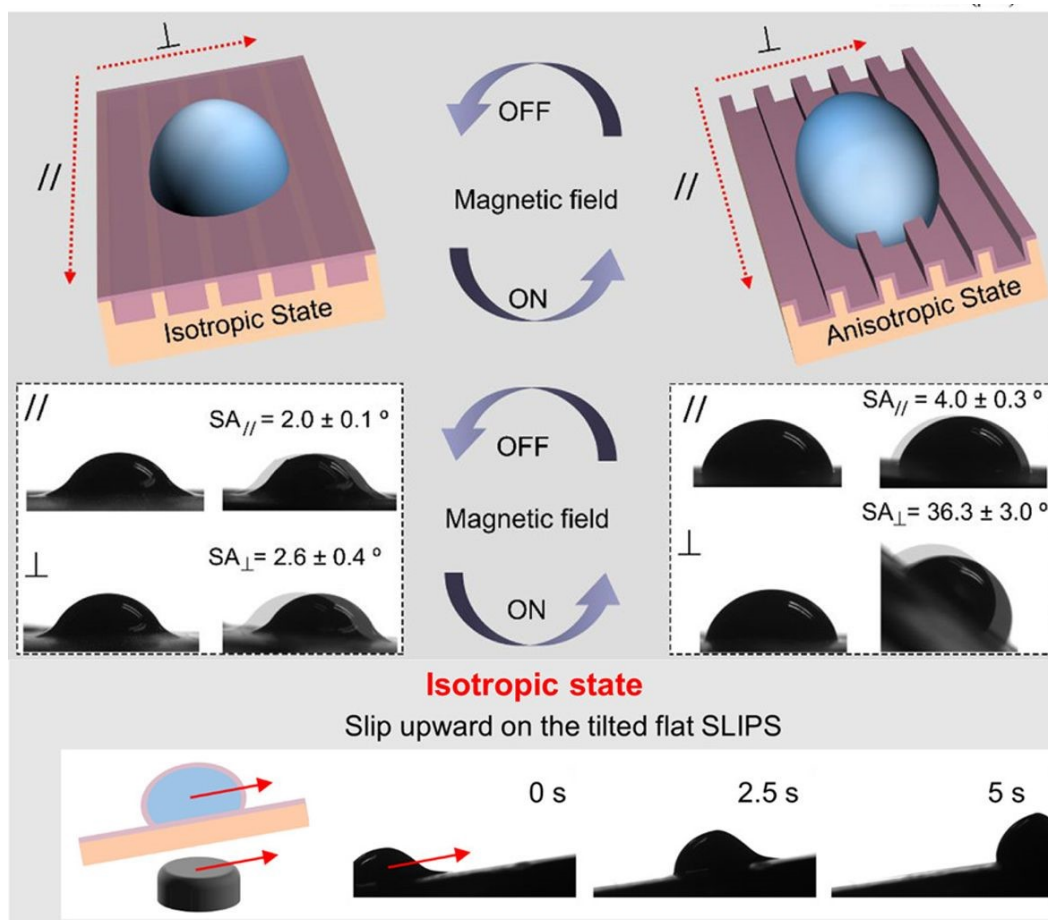 ⊥
⊥
//
//
OFF
Magnetic field
ON
Isotropic State
Anisotropic State
//
SA// = 2.0 ± 0.1 º
⊥
SA⊥= 2.6 ± 0.4 º
OFF
Magnetic field
ON
//
SA// = 4.0 ± 0.3 º
SA⊥= 36.3 ± 3.0 º
⊥
Isotropic state
Slip upward on the tilted flat SLIPS
0 s
2.5 s
5 s